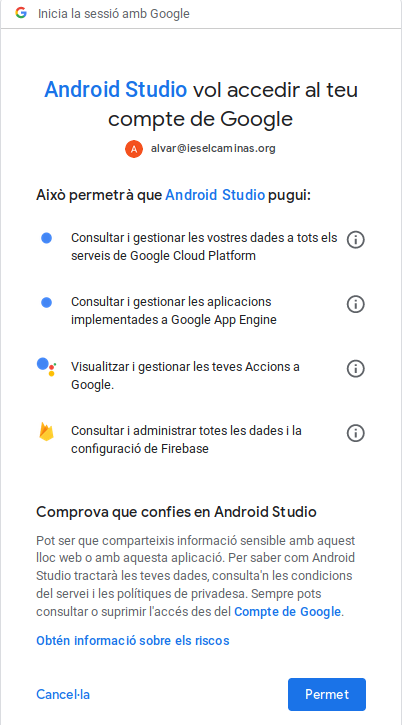 Inicia la sessió amb Google
Android Studio vol accedir al teu
compte de Google
A alvar@ieselcaminas.org
Això permetrà que Android Studio pugui:
Consultar i gestionar les vostres dades a tots els
serveis de Google Cloud Platform
Consultar i gestionar les aplicacions
implementades a Google App Engine
Visualitzar i gestionar les teves Accions a
Google.
Consultar i administrar totes les dades i la
configuració de Firebase
Comprova que confies en Android Studio
Pot ser que comparteixis informació sensible amb aquest
lloc web o amb aquesta aplicació. Per saber com Android
Studio tractarà les teves dades, consulta'n les condicions
del servei i les polítiques de privadesa. Sempre pots
consultar o suprimir l'accés des del Compte de Google.
Obtén informació sobre els riscos
Cancel·la
Permet